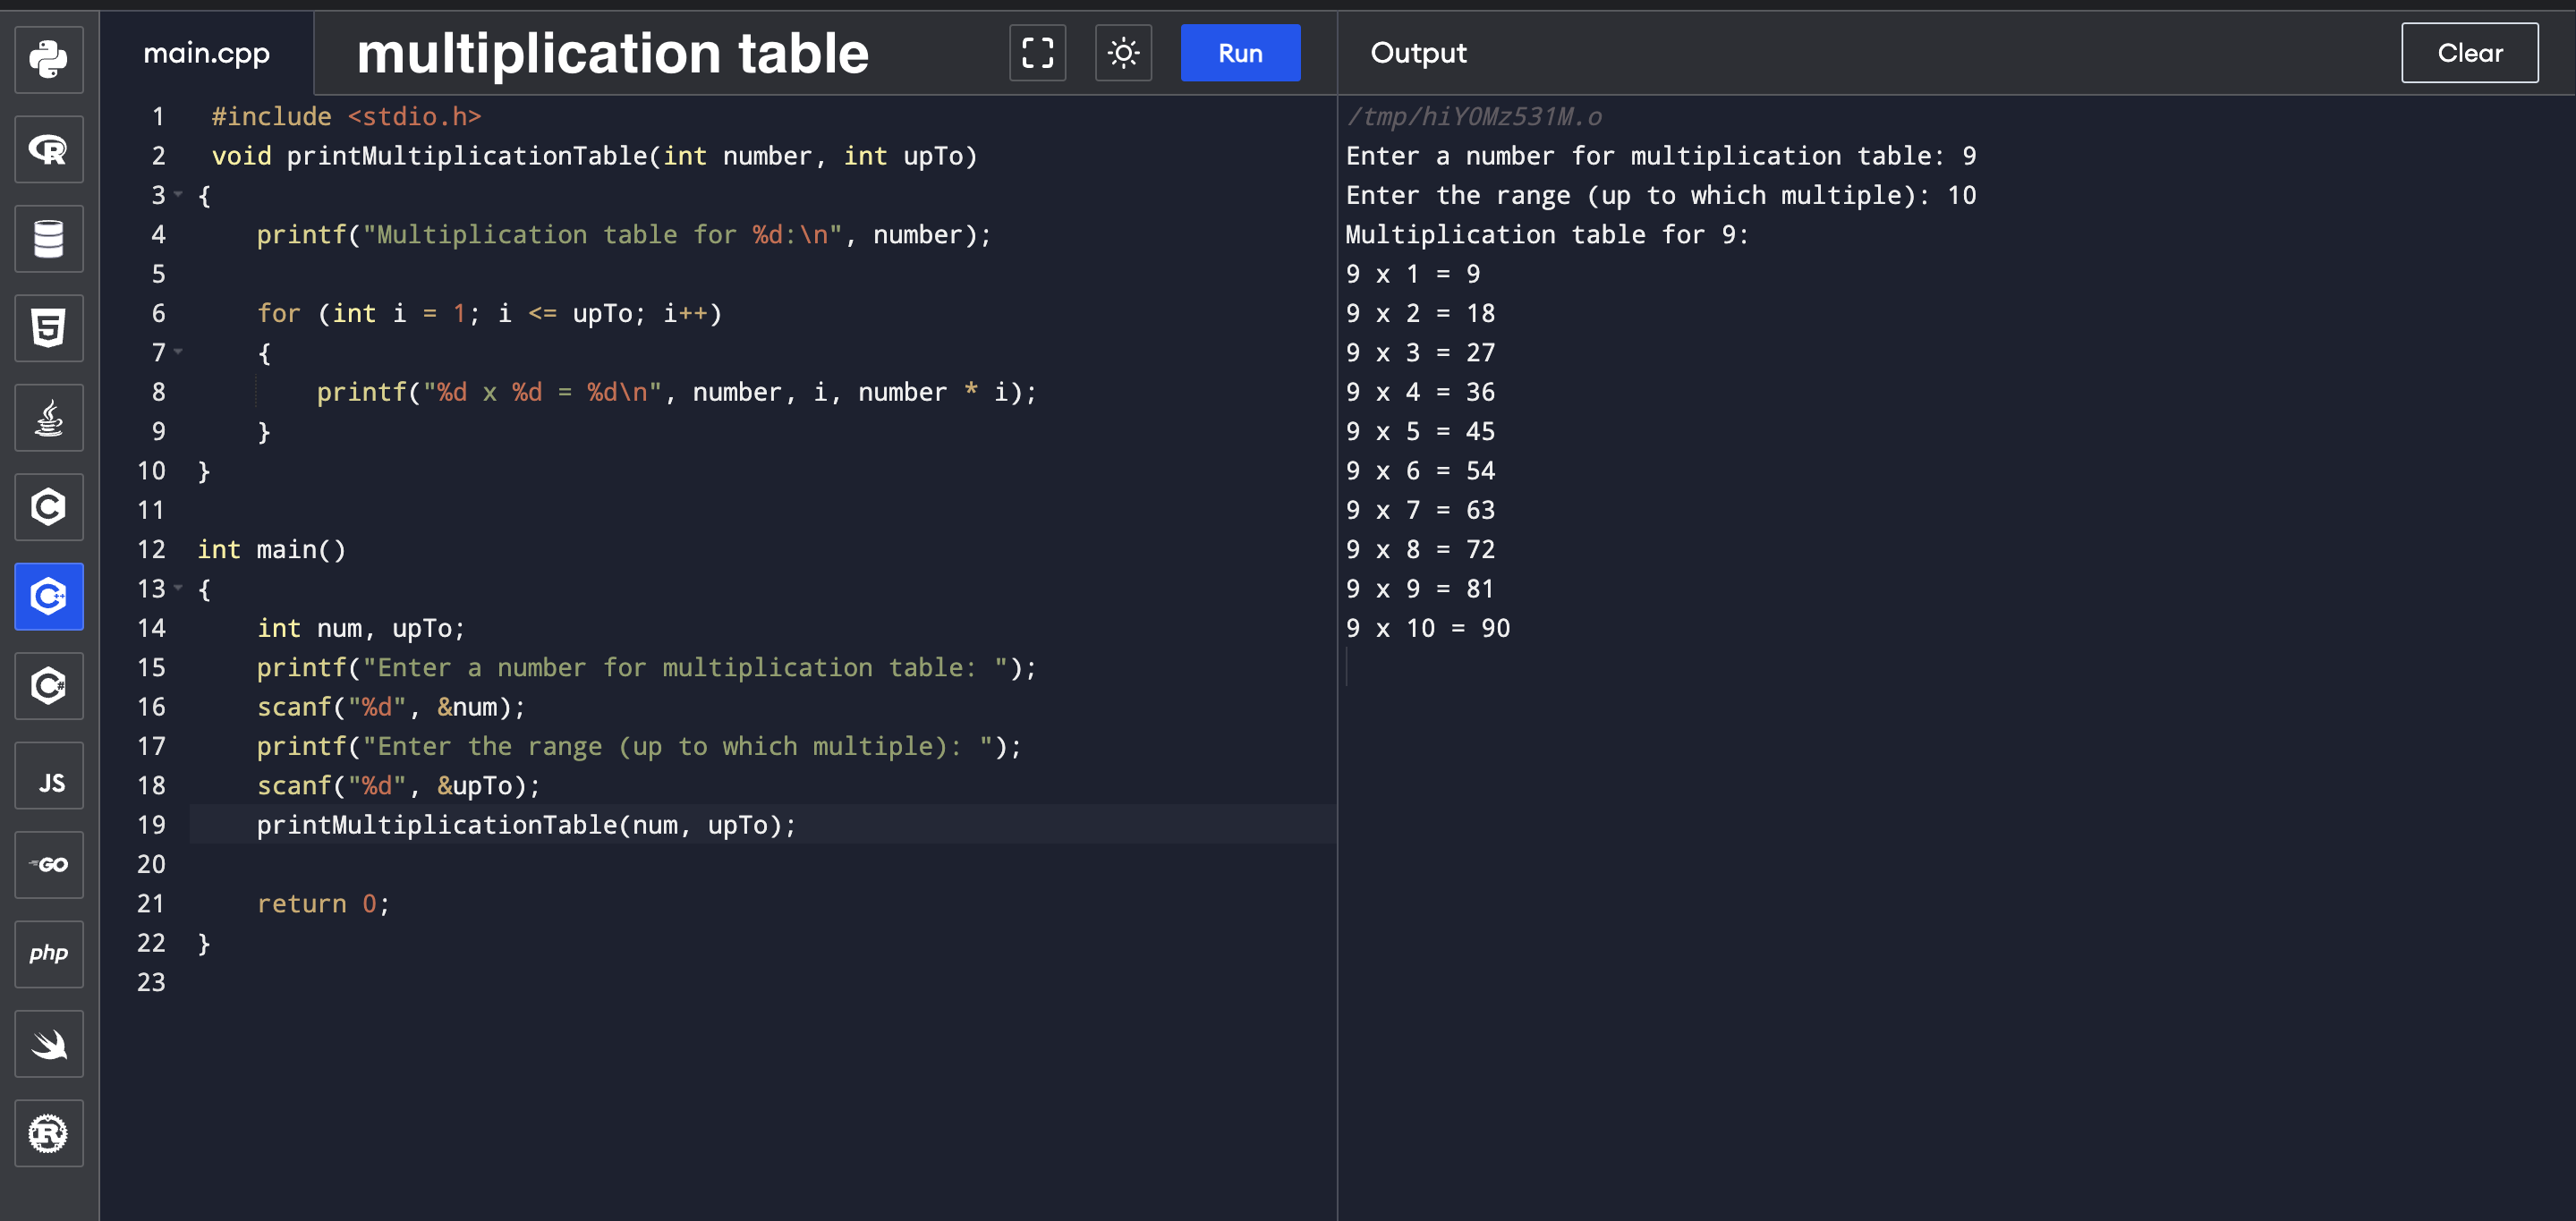 main.cpp
multiplication table
Run
Output
Clear
1 #include <stdio.h>
2 void printMultiplicationTable(int number, int upTo)
3 {
4     printf("Multiplication table for %d:\n", number);
5
6     for (int i = 1; i <= upTo; i++)
7     {
8         printf("%d x %d = %d\n", number, i, number * i);
9     }
10 }
11
12 int main()
13 {
14     int num, upTo;
15     printf("Enter a number for multiplication table: ");
16     scanf("%d", &num);
17     printf("Enter the range (up to which multiple): ");
18     scanf("%d", &upTo);
19     printMultiplicationTable(num, upTo);
20
21     return 0;
22 }
23
/tmp/hiY0Mz531M.o
Enter a number for multiplication table: 9
Enter the range (up to which multiple): 10
Multiplication table for 9:
9 x 1 = 9
9 x 2 = 18
9 x 3 = 27
9 x 4 = 36
9 x 5 = 45
9 x 6 = 54
9 x 7 = 63
9 x 8 = 72
9 x 9 = 81
9 x 10 = 90
R
5
C
C++
C#
JS
GO
php
R